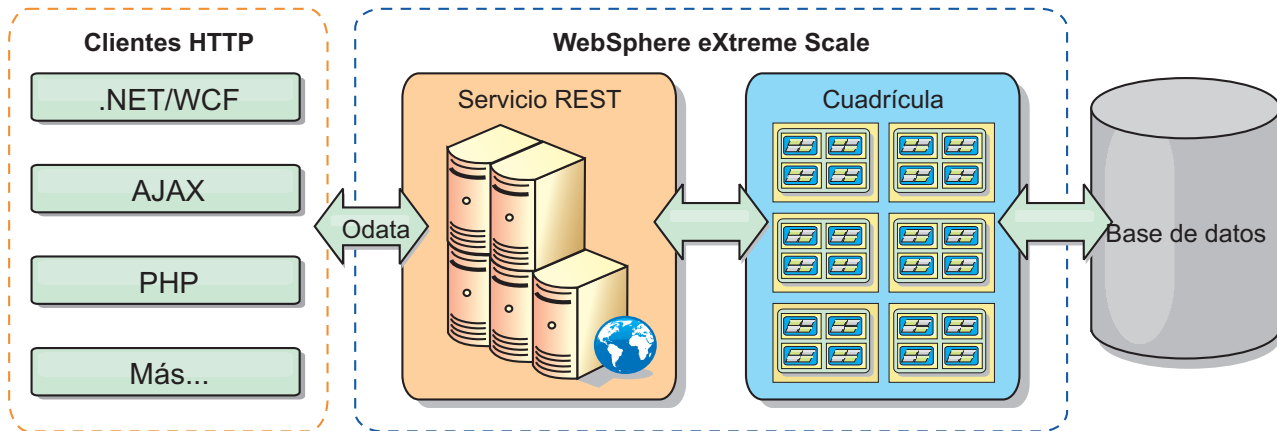 Clientes HTTP
.NET/WCF
AJAX
PHP
Más...
Odata
WebSphere eXtreme Scale
Servicio REST
Cuadrícula
Base de datos